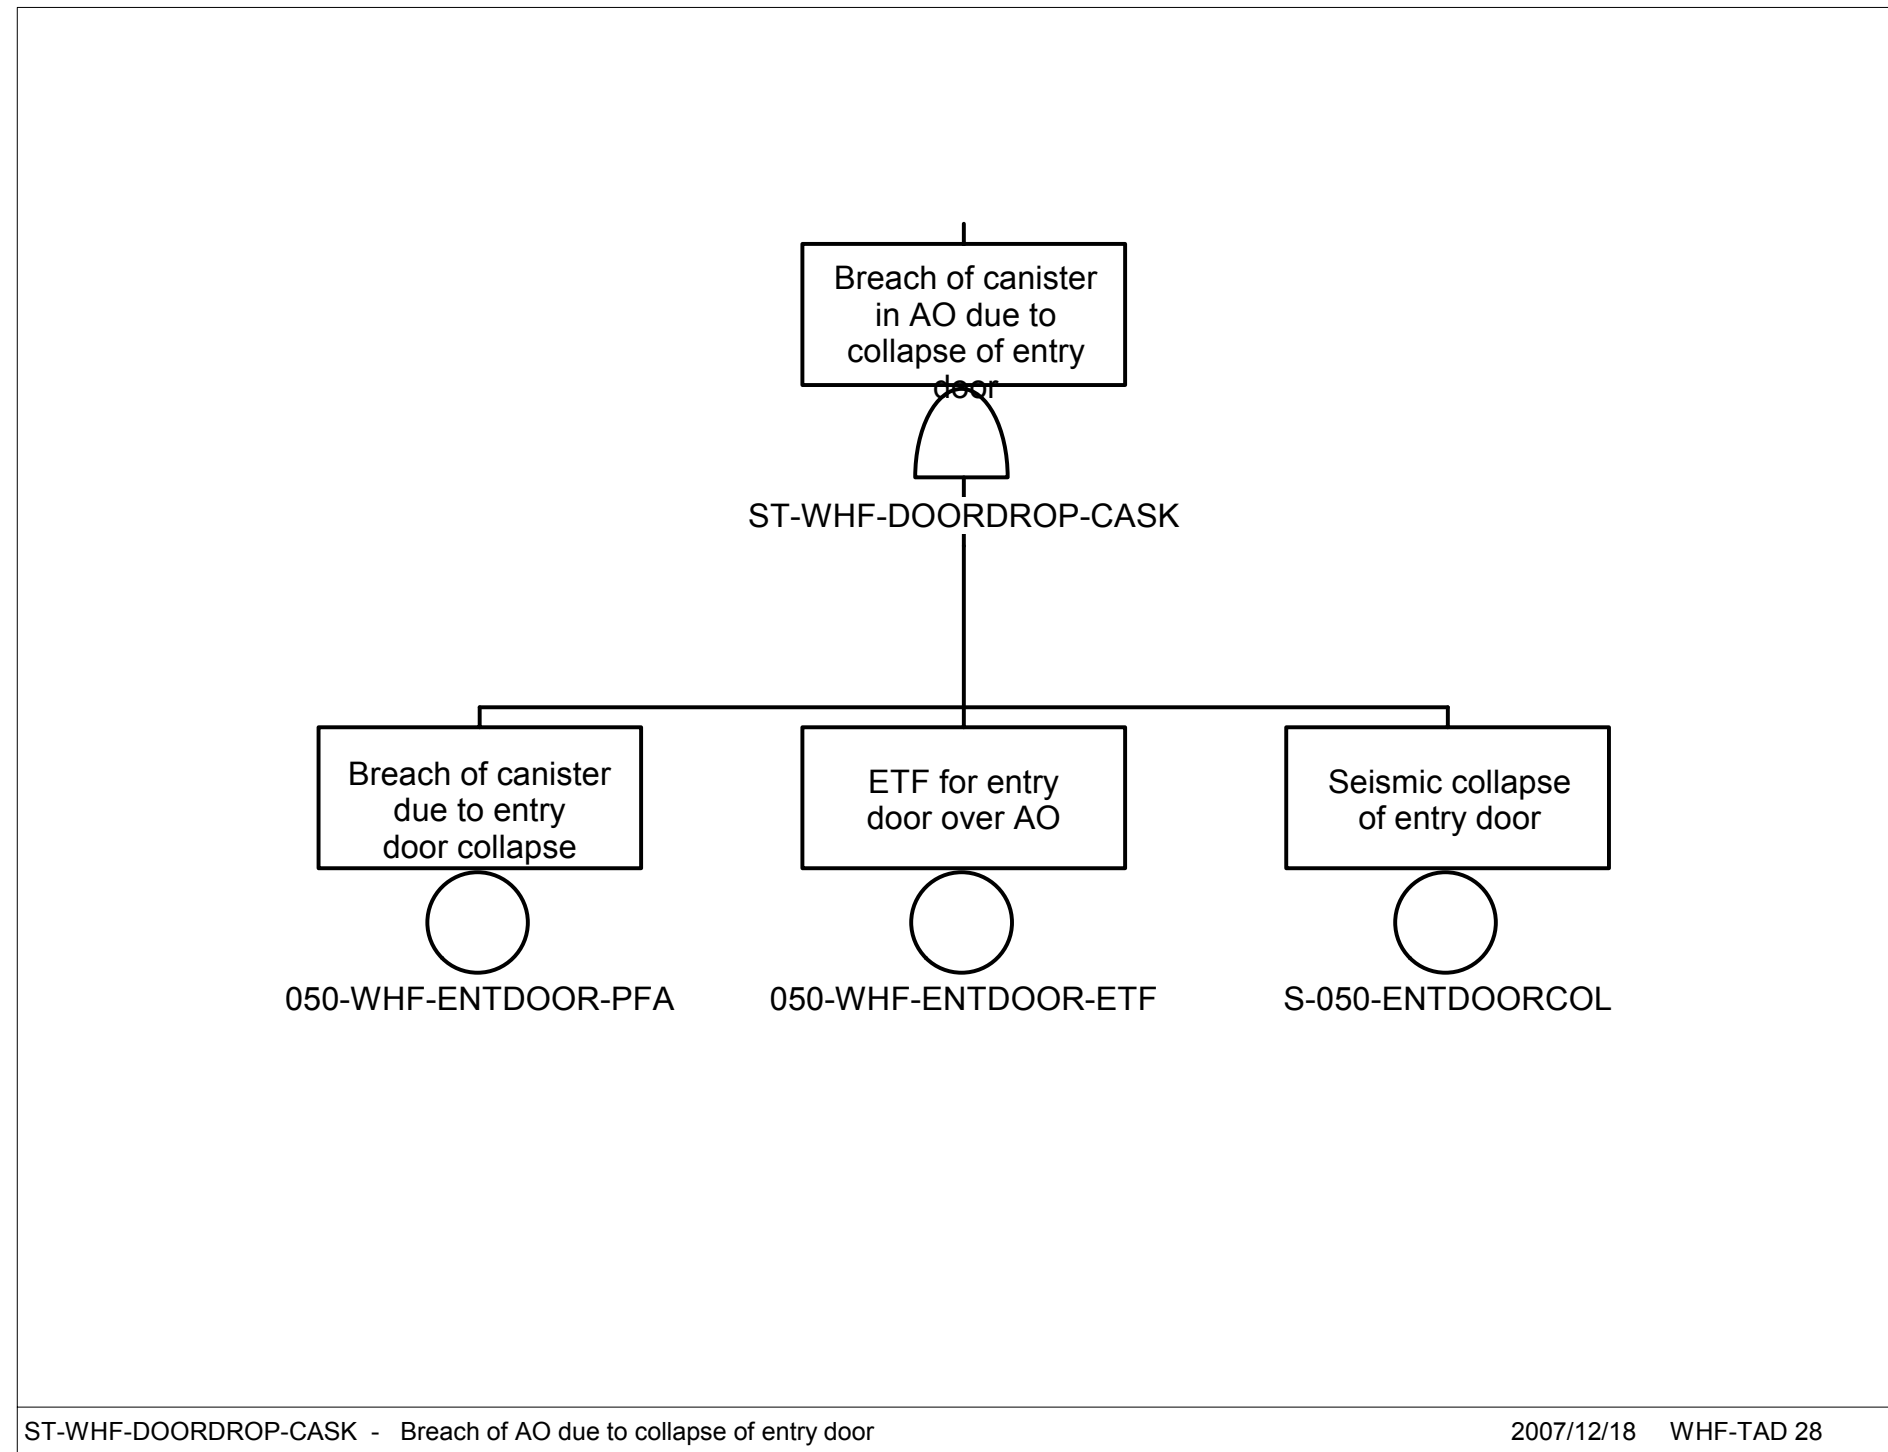 Breach of canister
in AO due to
collapse of entry
door
ST-WHF-DOORDROP-CASK
Breach of canister
due to entry
door collapse
050-WHF-ENTDOOR-PFA
ETF for entry
door over AO
050-WHF-ENTDOOR-ETF
Seismic collapse
of entry door
S-050-ENTDOORCOL
ST-WHF-DOORDROP-CASK - Breach of AO due to collapse of entry door 2007/12/18 WHF-TAD 28